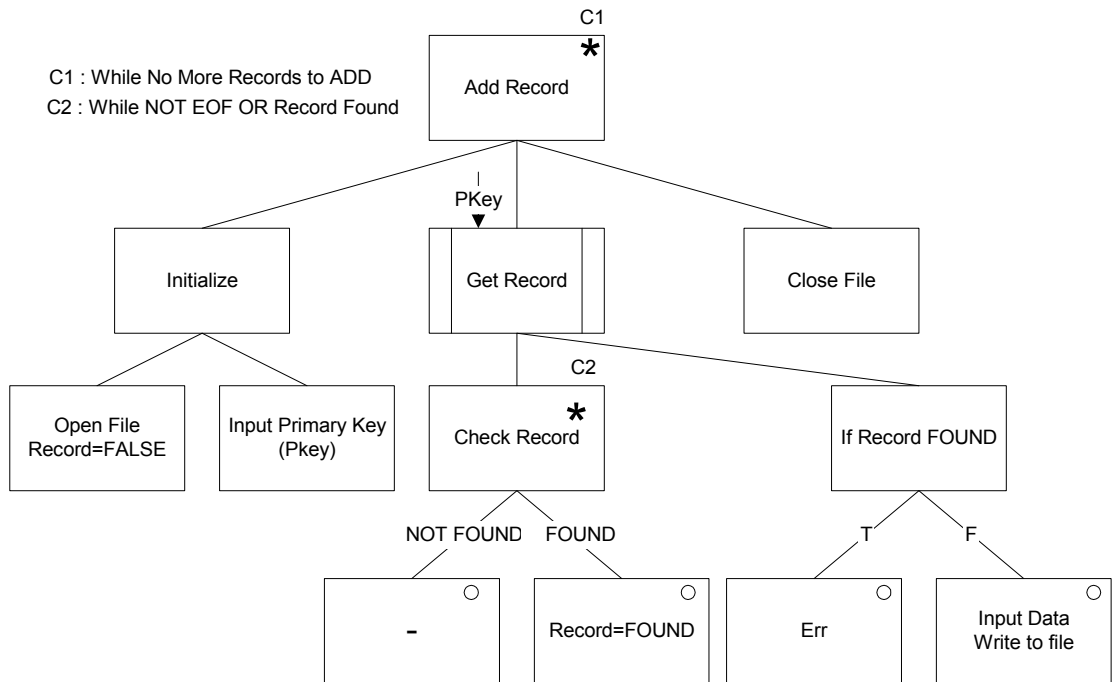 C1
*
Add Record
C1 : While No More Records to ADD
C2 : While NOT EOF OR Record Found
PKey
Initialize
Get Record
Close File
C2
Open File
Record=FALSE
Input Primary Key
(Pkey)
*
Check Record
If Record FOUND
NOT FOUND
FOUND
T
F
-
Record=FOUND
Err
Input Data
Write to file